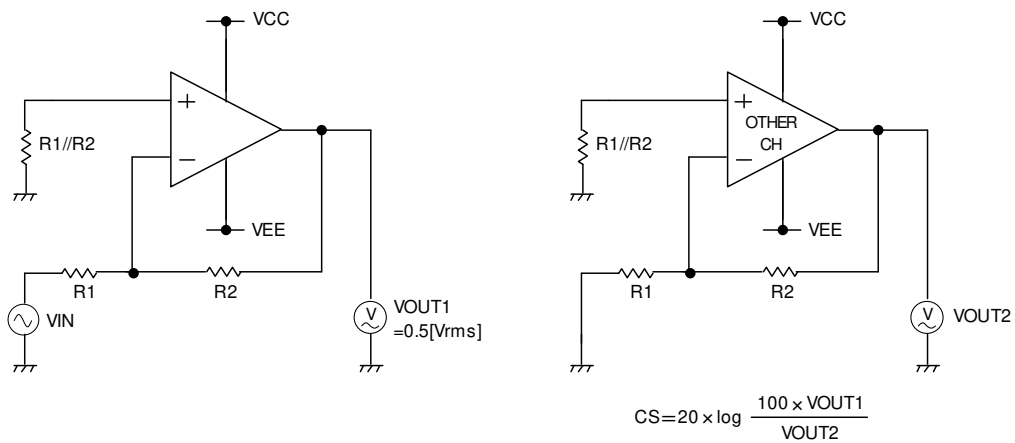 VCC
+
R1//R2
−
VEE
R1
R2
VIN
V
VOUT1
=0.5[Vrms]
VCC
+
OTHER
CH
R1//R2
−
VEE
R1
R2
V
VOUT2
CS=20×log 100×VOUT1
VOUT2